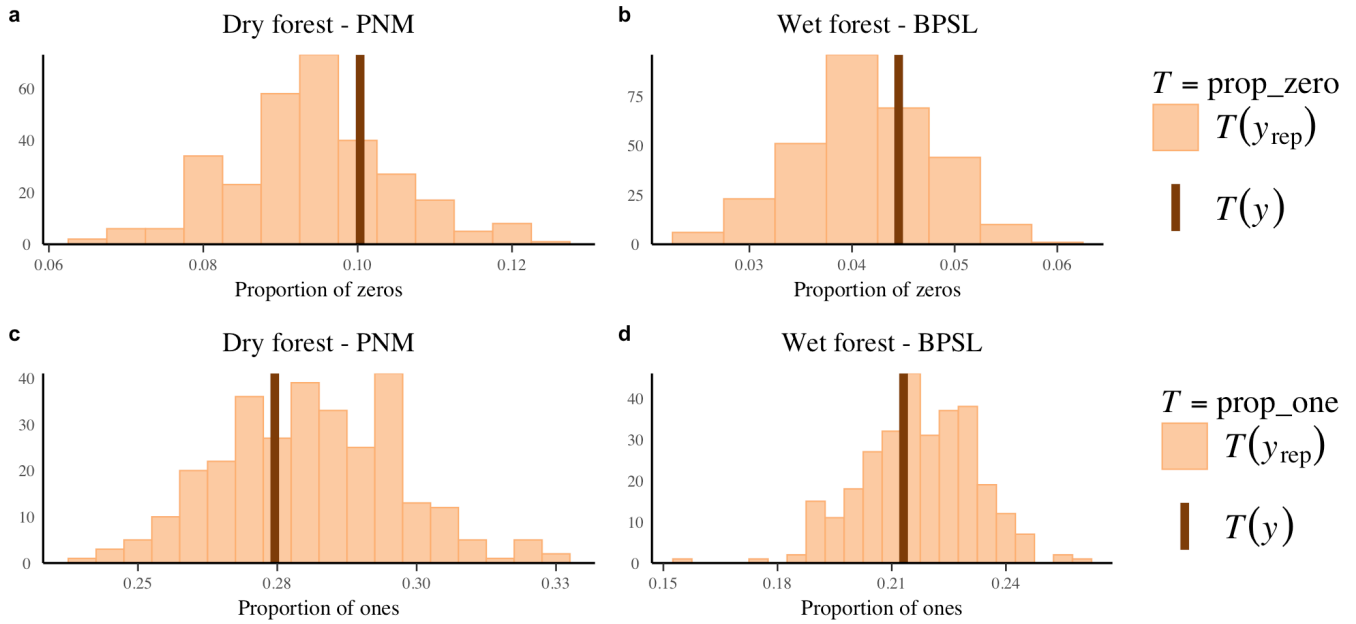 a
Dry forest - PNM
60
40
20
0
0.06 0.08 0.10 0.12
Proportion of zeros
b
Wet forest - BPSL
75
50
25
0
0.03 0.04 0.05 0.06
Proportion of zeros
T = prop_zero
T(yrep)
T(y)
c
Dry forest - PNM
40
30
20
10
0
0.25 0.28 0.30 0.33
Proportion of ones
d
Wet forest - BPSL
40
30
20
10
0
0.15 0.18 0.21 0.24
Proportion of ones
T = prop_one
T(yrep)
T(y)